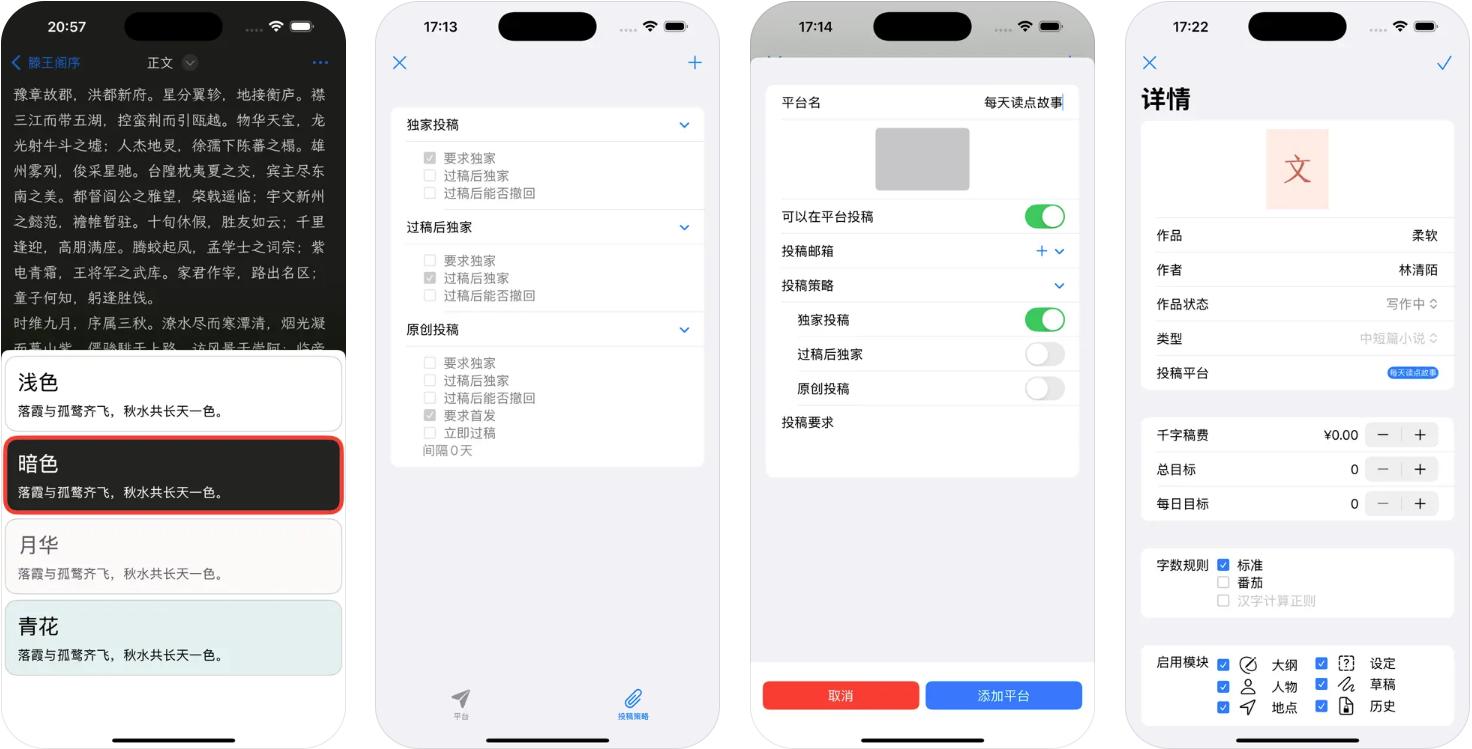 20:57
滕王阁序
正文
豫章故郡，洪都新府。星分翼轸，地接衡庐。襟
三江而带五湖，控蛮荆而引瓯越。物华天宝，龙
光射牛斗之墟；人杰地灵，徐孺下陈蕃之榻。雄
州雾列，俊采星驰。台隍枕夷夏之交，宾主尽东
南之美。都督阎公之雅望，棨戟遥临；宇文新州
之懿范，襜帷暂驻。十旬休假，胜友如云；千里
逢迎，高朋满座。腾蛟起凤，孟学士之词宗；紫
电青霜，王将军之武库。家君作宰，路出名区；
童子何知，躬逢胜饯。
时维九月，序属三秋。潦水尽而寒潭清，烟光凝
而暮山紫。俨骖騑于上路，访风景于崇阿；临帝
浅色
落霞与孤鹜齐飞，秋水共长天一色。
暗色
落霞与孤鹜齐飞，秋水共长天一色。
月华
落霞与孤鹜齐飞，秋水共长天一色。
青花
落霞与孤鹜齐飞，秋水共长天一色。
17:13
独家投稿
要求独家
过稿后独家
过稿后能否撤回
过稿后独家
要求独家
过稿后独家
过稿后能否撤回
原创投稿
要求独家
过稿后独家
过稿后能否撤回
要求首发
立即过稿
间隔0天
平台
投稿策略
17:14
平台名 每天读点故事
可以在平台投稿
投稿邮箱
投稿策略
独家投稿
过稿后独家
原创投稿
投稿要求
取消 添加平台
17:22
详情
文
作品 柔软
作者 林清陌
作品状态 写作中
类型 中短篇小说
投稿平台 每天读点故事
千字稿费 ¥0.00
总目标 0
每日目标 0
字数规则 标准
番茄
汉字计算正则
启用模块 大纲 设定
人物 草稿
地点 历史